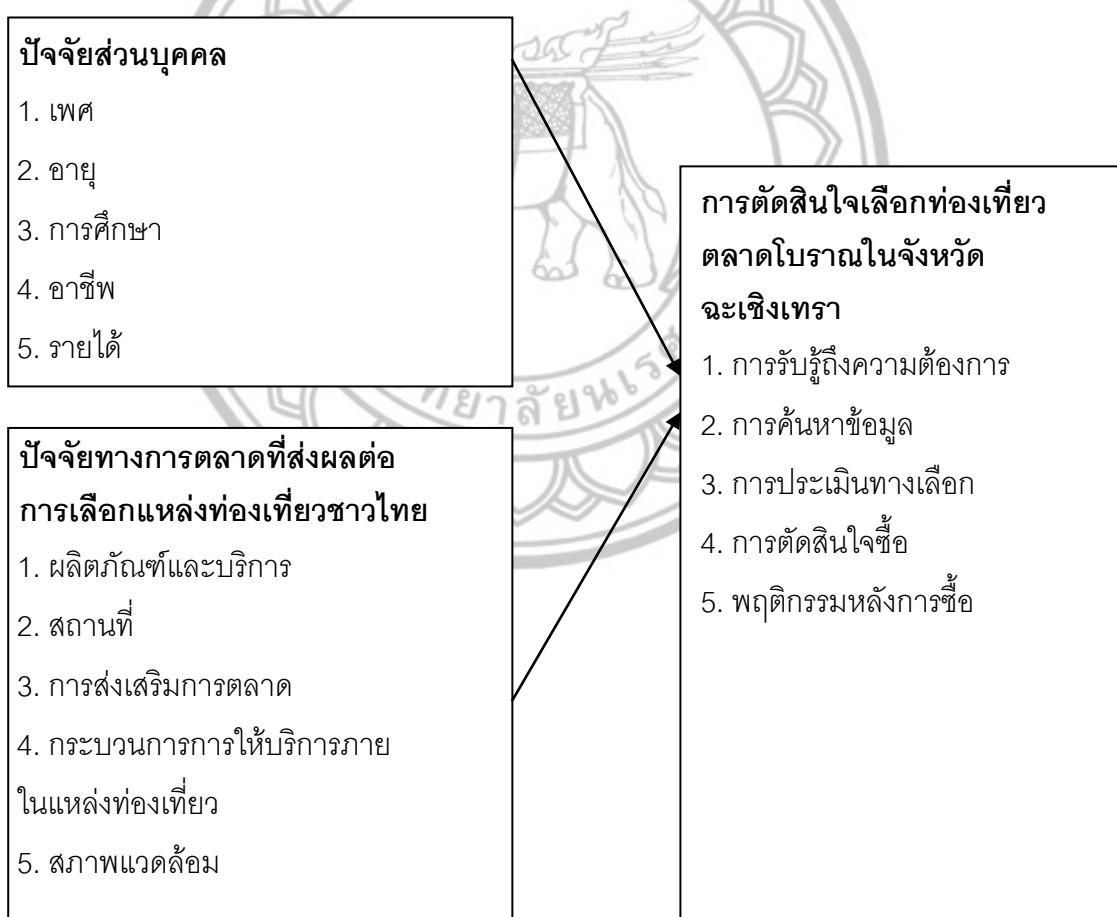 ปัจจัยส่วนบุคคล
1. เพศ
2. อายุ
3. การศึกษา
4. อาชีพ
5. รายได้
ปัจจัยทางการตลาดที่ส่งผลต่อ
การเลือกแหล่งท่องเที่ยวชาวไทย
1. ผลิตภัณฑ์และบริการ
2. สถานที่
3. การส่งเสริมการตลาด
4. กระบวนการการให้บริการภาย
ในแหล่งท่องเที่ยว
5. สภาพแวดล้อม
การตัดสินใจเลือกท่องเที่ยว
ตลาดโบราณในจังหวัด
ฉะเชิงเทรา
1. การรับรู้ถึงความต้องการ
2. การค้นหาข้อมูล
3. การประเมินทางเลือก
4. การตัดสินใจซื้อ
5. พฤติกรรมหลังการซื้อ